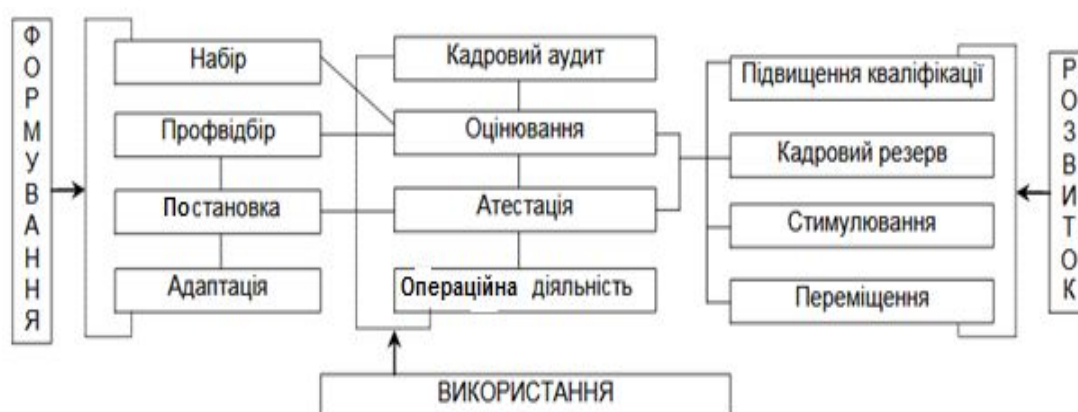 ФОРМУВАННЯ
Набір
Профвідбір
Постановка
Адаптація
Кадровий аудит
Оцінювання
Атестація
Операційна діяльність
ВИКОРИСТАННЯ
Підвищення кваліфікації
Кадровий резерв
Стимулювання
Переміщення
РОЗВИТОК